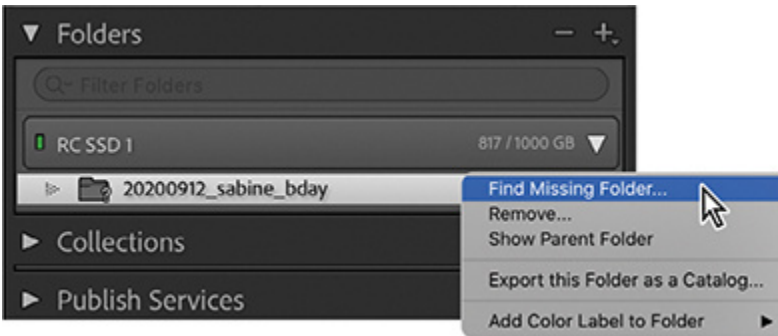 Folders
Filter Folders
RC SSD 1 817 / 1000 GB
20200912_sabine_bday
Find Missing Folder...
Remove...
Show Parent Folder
Collections
Export this Folder as a Catalog...
Publish Services
Add Color Label to Folder